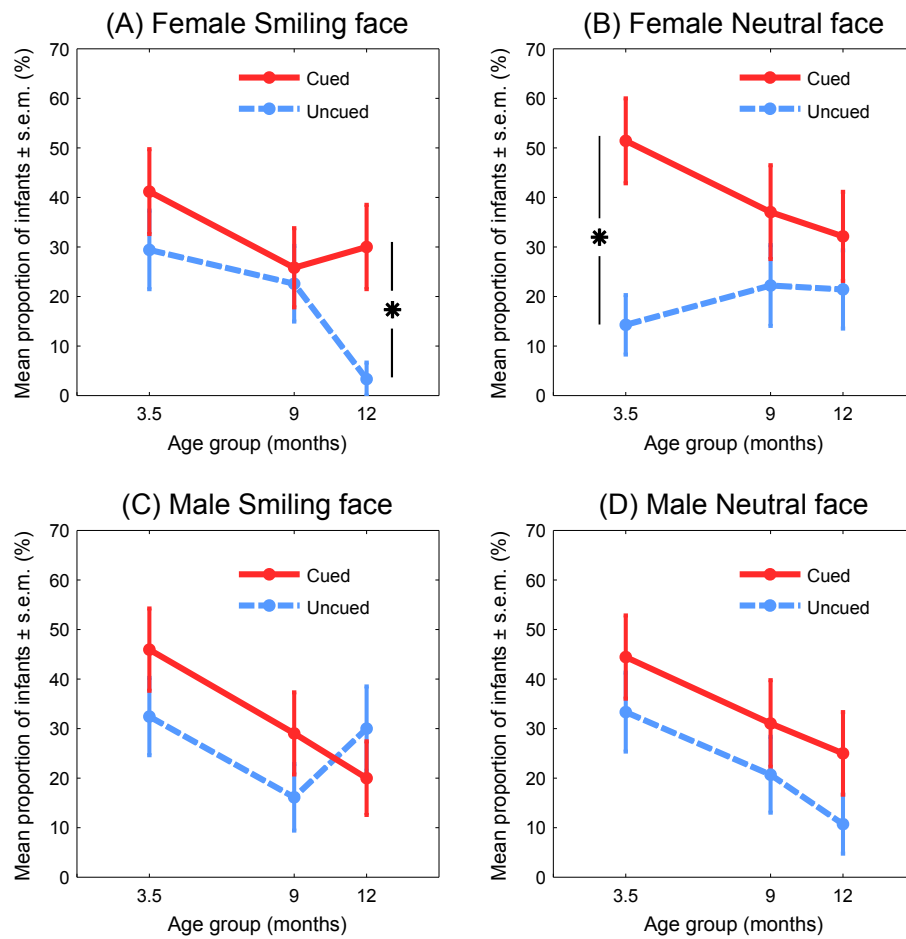 (A) Female Smiling face
Mean proportion of infants ± s.e.m. (%)
70
60
50
40
30
20
10
0
Cued
Uncued
*
3.5
9
12
Age group (months)
(B) Female Neutral face
Mean proportion of infants ± s.e.m. (%)
70
60
50
40
30
20
10
0
Cued
Uncued
*
3.5
9
12
Age group (months)
(C) Male Smiling face
Mean proportion of infants ± s.e.m. (%)
70
60
50
40
30
20
10
0
Cued
Uncued
3.5
9
12
Age group (months)
(D) Male Neutral face
Mean proportion of infants ± s.e.m. (%)
70
60
50
40
30
20
10
0
Cued
Uncued
3.5
9
12
Age group (months)